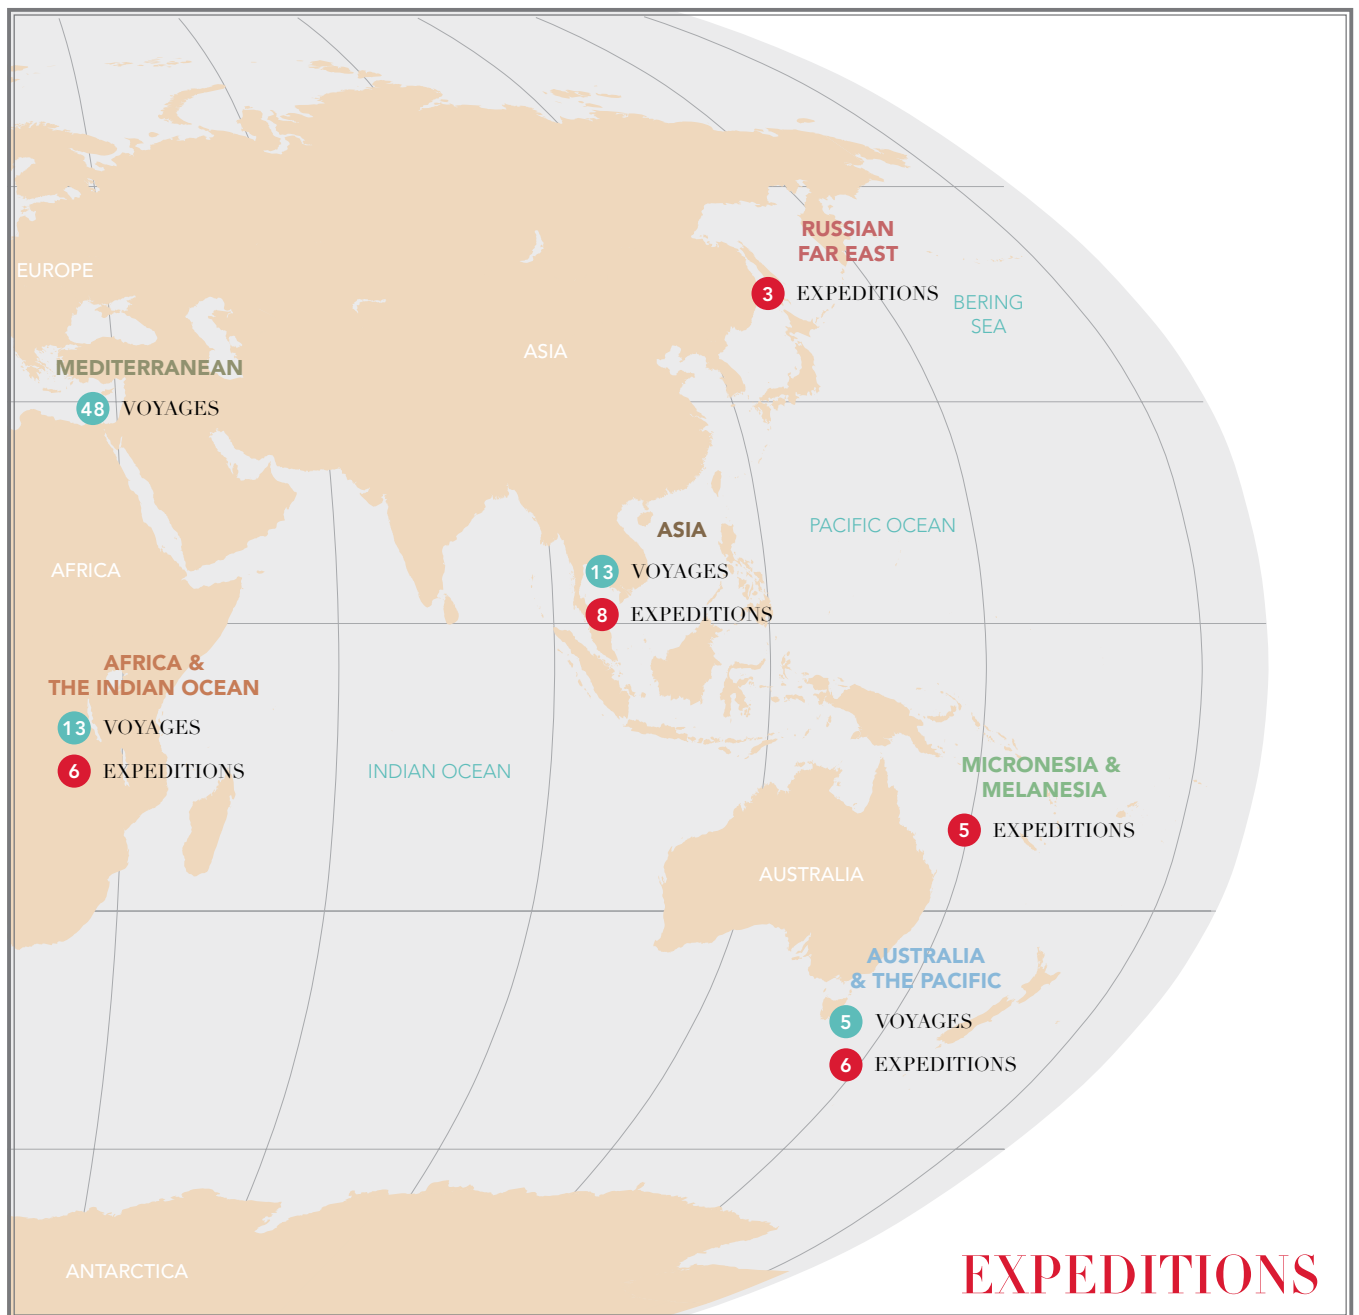 RUSSIAN
FAR EAST
3 EXPEDITIONS
BERING
SEA
EUROPE
ASIA
MEDITERRANEAN
48 VOYAGES
PACIFIC OCEAN
ASIA
13 VOYAGES
8 EXPEDITIONS
AFRICA
AFRICA &
THE INDIAN OCEAN
13 VOYAGES
6 EXPEDITIONS
INDIAN OCEAN
MICRONESIA &
MELANESIA
5 EXPEDITIONS
AUSTRALIA
AUSTRALIA
& THE PACIFIC
5 VOYAGES
6 EXPEDITIONS
ANTARCTICA
EXPEDITIONS